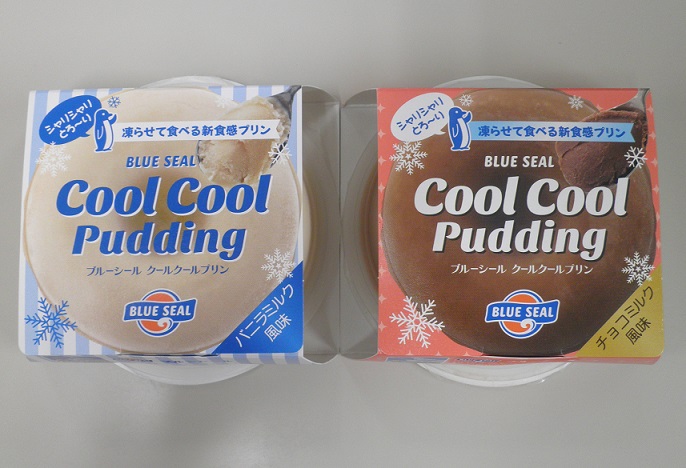 シャリシャリ
とろ〜り
凍らせて食べる新食感プリン
BLUE SEAL
Cool Cool
Pudding
ブルーシール クールクールプリン
BLUE SEAL
バニラミルク
風味
シャリシャリ
とろ〜り
凍らせて食べる新食感プリン
BLUE SEAL
Cool Cool
Pudding
ブルーシール クールクールプリン
BLUE SEAL
チョコミルク
風味